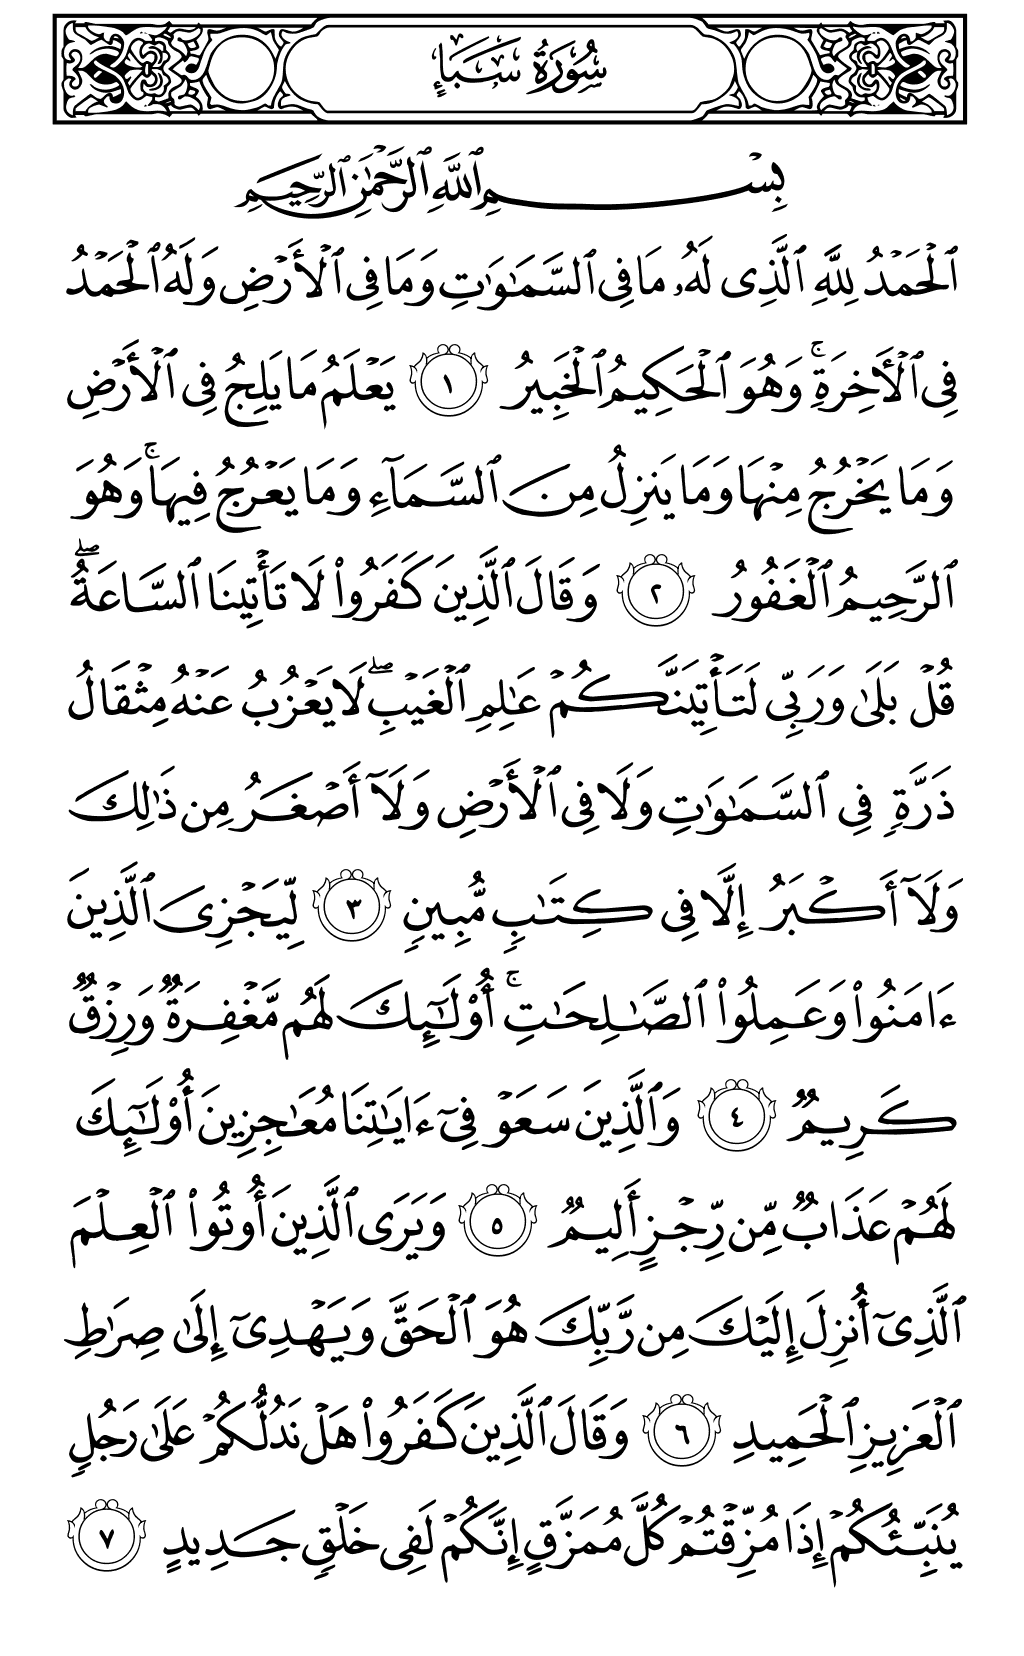 سُورَةُ سَبَإٍ
بِسْمِ ٱللَّهِ ٱلرَّحْمَٰنِ ٱلرَّحِيمِ
ٱلْحَمْدُ لِلَّهِ ٱلَّذِى لَهُۥ مَا فِى ٱلسَّمَٰوَٰتِ وَمَا فِى ٱلْأَرْضِ وَلَهُ ٱلْحَمْدُ
فِى ٱلْأَخِرَةِ ۚ وَهُوَ ٱلْحَكِيمُ ٱلْخَبِيرُ ١ يَعْلَمُ مَا يَلِجُ فِى ٱلْأَرْضِ
وَمَا يَخْرُجُ مِنْهَا وَمَا يَنزِلُ مِنَ ٱلسَّمَآءِ وَمَا يَعْرُجُ فِيهَا ۚ وَهُوَ
ٱلرَّحِيمُ ٱلْغَفُورُ ٢ وَقَالَ ٱلَّذِينَ كَفَرُوا۟ لَا تَأْتِينَا ٱلسَّاعَةُ ۖ
قُلْ بَلَىٰ وَرَبِّى لَتَأْتِيَنَّكُمْ عَٰلِمِ ٱلْغَيْبِ ۖ لَا يَعْزُبُ عَنْهُ مِثْقَالُ
ذَرَّةٍ فِى ٱلسَّمَٰوَٰتِ وَلَا فِى ٱلْأَرْضِ وَلَآ أَصْغَرُ مِن ذَٰلِكَ
وَلَآ أَكْبَرُ إِلَّا فِى كِتَٰبٍ مُّبِينٍ ٣ لِّيَجْزِىَ ٱلَّذِينَ
ءَامَنُوا۟ وَعَمِلُوا۟ ٱلصَّٰلِحَٰتِ ۚ أُو۟لَٰٓئِكَ لَهُم مَّغْفِرَةٌ وَرِزْقٌ
كَرِيمٌ ٤ وَٱلَّذِينَ سَعَوْ فِىٓ ءَايَٰتِنَا مُعَٰجِزِينَ أُو۟لَٰٓئِكَ
لَهُمْ عَذَابٌ مِّن رِّجْزٍ أَلِيمٌ ٥ وَيَرَى ٱلَّذِينَ أُوتُوا۟ ٱلْعِلْمَ
ٱلَّذِىٓ أُنزِلَ إِلَيْكَ مِن رَّبِّكَ هُوَ ٱلْحَقَّ وَيَهْدِىٓ إِلَىٰ صِرَٰطِ
ٱلْعَزِيزِ ٱلْحَمِيدِ ٦ وَقَالَ ٱلَّذِينَ كَفَرُوا۟ هَلْ نَدُلُّكُمْ عَلَىٰ رَجُلٍ
يُنَبِّئُكُمْ إِذَا مُزِّقْتُمْ كُلَّ مُمَزَّقٍ إِنَّكُمْ لَفِى خَلْقٍ جَدِيدٍ ٧